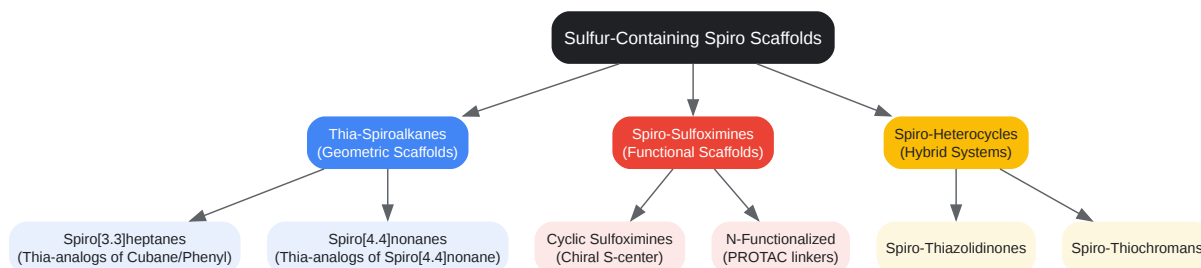 Sulfur-Containing Spiro Scaffolds
Thia-Spiroalkanes
(Geometric Scaffolds)
Spiro-Sulfoximines
(Functional Scaffolds)
Spiro-Heterocycles
(Hybrid Systems)
Spiro[3.3]heptanes
(Thia-analogs of Cubane/Phenyl)
Spiro[4.4]nonanes
(Thia-analogs of Spiro[4.4]nonane)
Cyclic Sulfoximines
(Chiral S-center)
N-Functionalized
(PROTAC linkers)
Spiro-Thiazolidinones
Spiro-Thiochromans